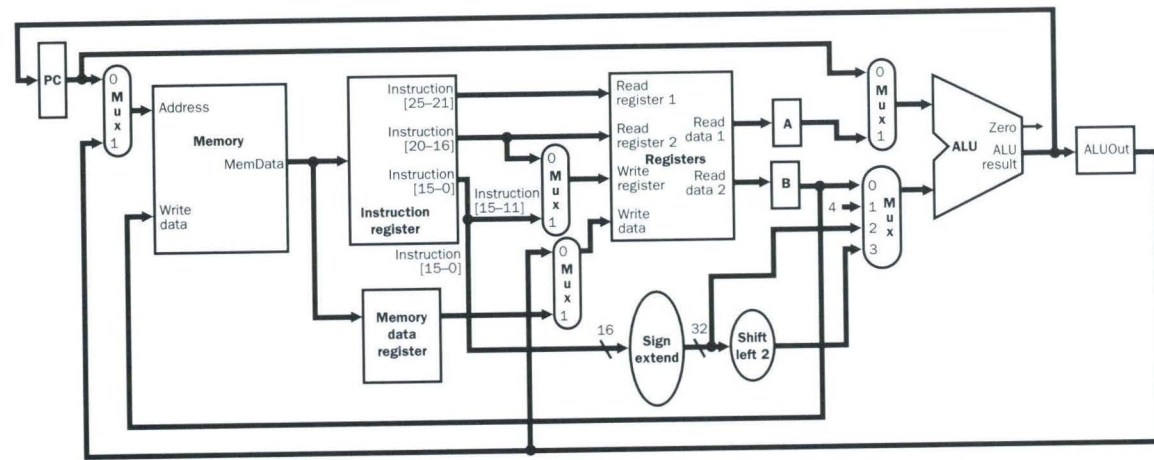 PC
0
M
u
x
1
Address
Memory
MemData
Write
data
Instruction
[25–21]
Instruction
[20–16]
Instruction
[15–0]
Instruction
register
Instruction
[15–11]
Instruction
[15–0]
Memory
data
register
0
M
u
x
1
0
M
u
x
1
Read
register 1
Read
register 2
Registers
Write
register
Write
data
Read
data 1
Read
data 2
16
Sign
extend
32
Shift
left 2
A
B
4
0
M
u
x
1
0
1
2
3
M
u
x
Zero
ALU
ALU
result
ALUOut